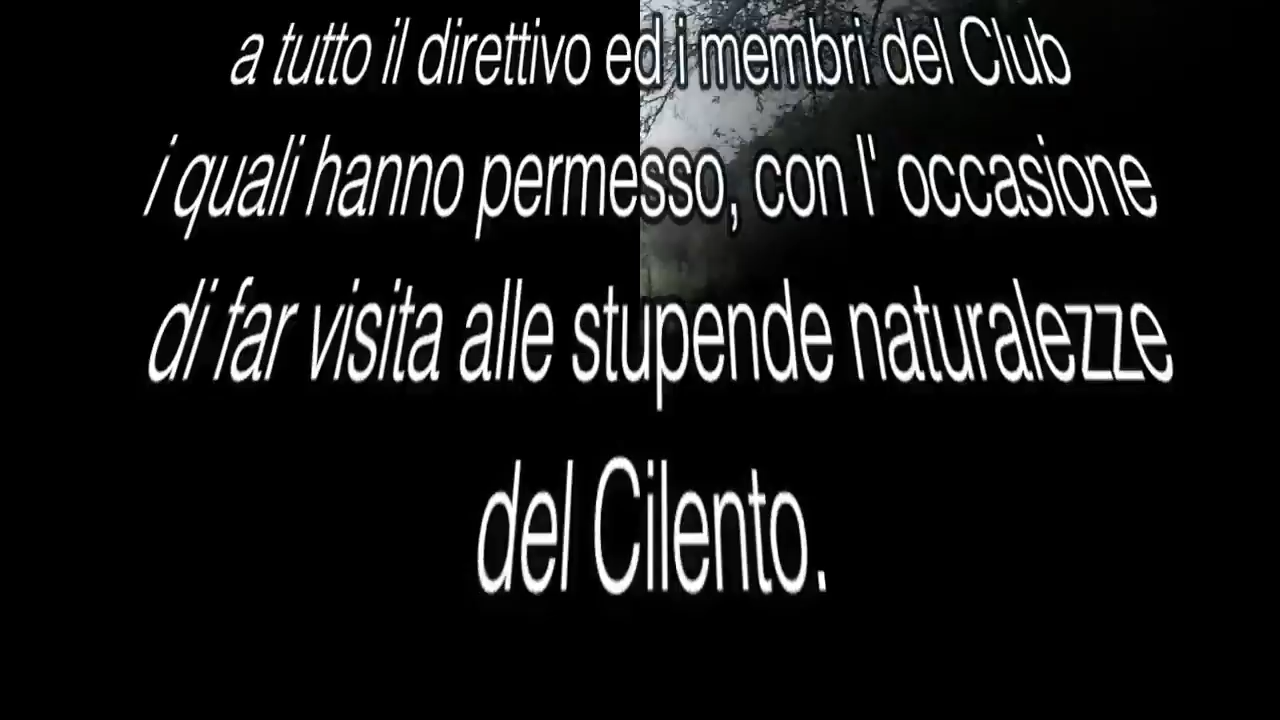 a tutto il direttivo ed i membri del Club
i quali hanno permesso, con l' occasione
di far visita alle stupende naturalezze
del Cilento.